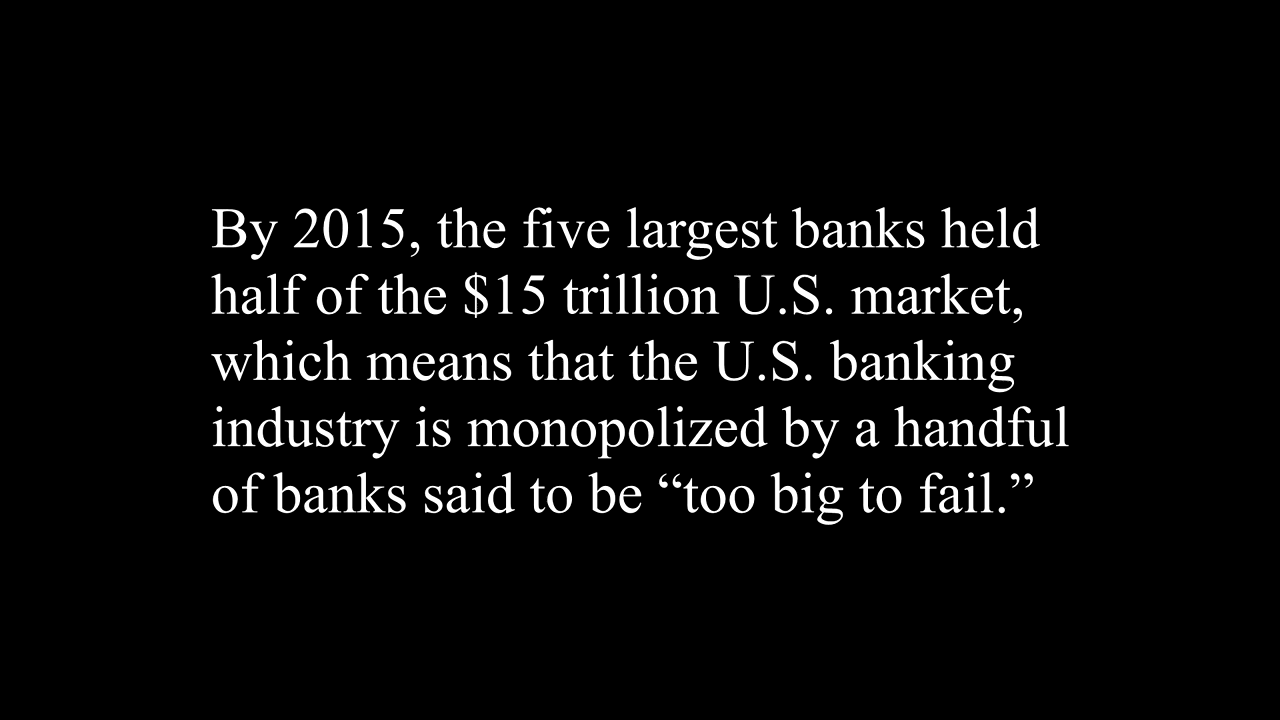 By 2015, the five largest banks held
half of the $15 trillion U.S. market,
which means that the U.S. banking
industry is monopolized by a handful
of banks said to be “too big to fail.”